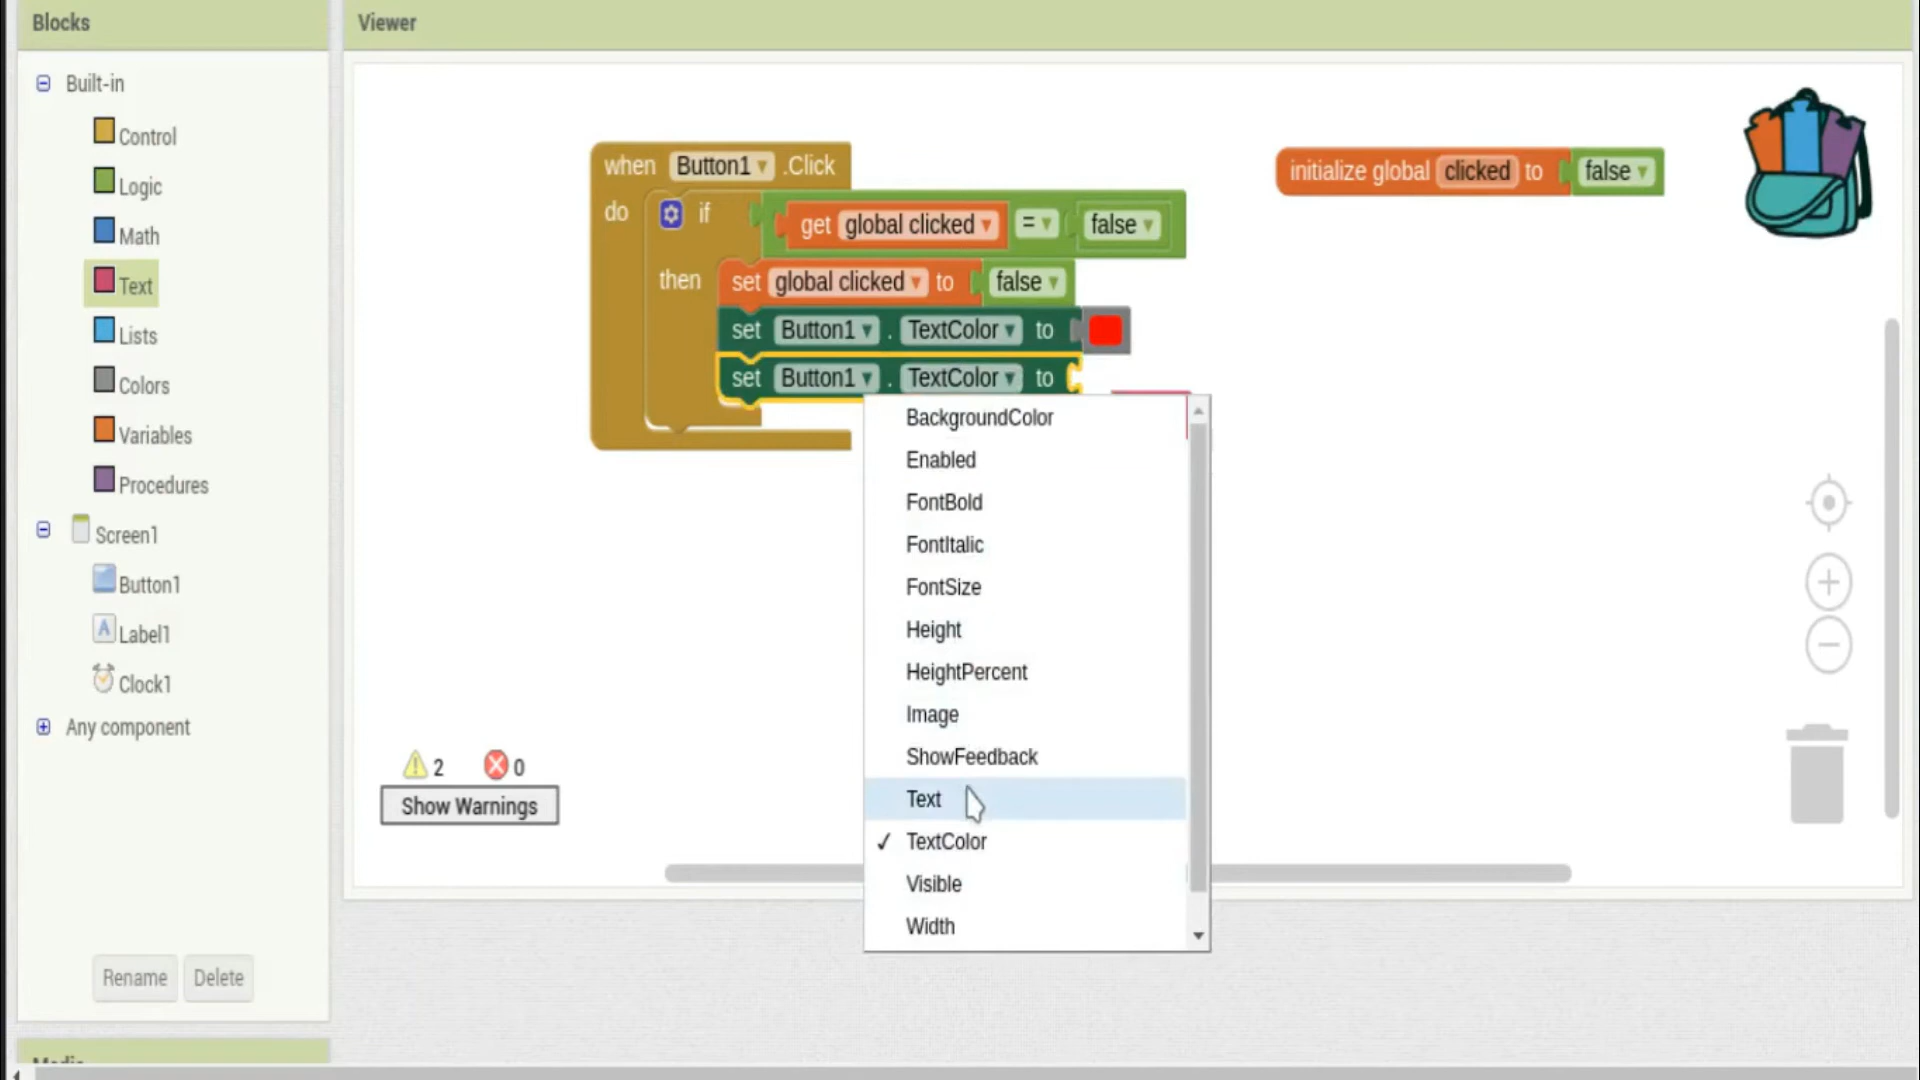 Blocks
Viewer
Built-in
Control
Logic
Math
Text
Lists
Colors
Variables
Procedures
Screen1
Button1
Label1
Clock1
Any component
Rename Delete
when Button1 .Click
do if get global clicked = false
then set global clicked to false
set Button1 . TextColor to
set Button1 . TextColor to
initialize global clicked to false
BackgroundColor
Enabled
FontBold
FontItalic
FontSize
Height
HeightPercent
Image
ShowFeedback
Text
✓ TextColor
Visible
Width
2 0
Show Warnings